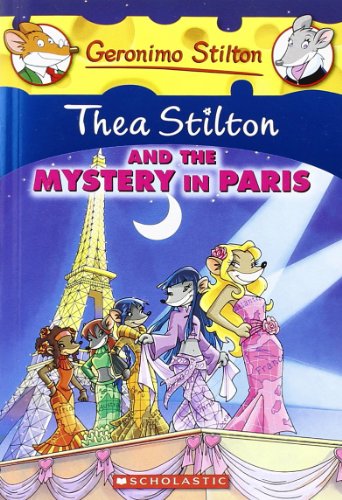 Geronimo Stilton
Thea Stilton
AND THE
MYSTERY IN PARIS
SCHOLASTIC